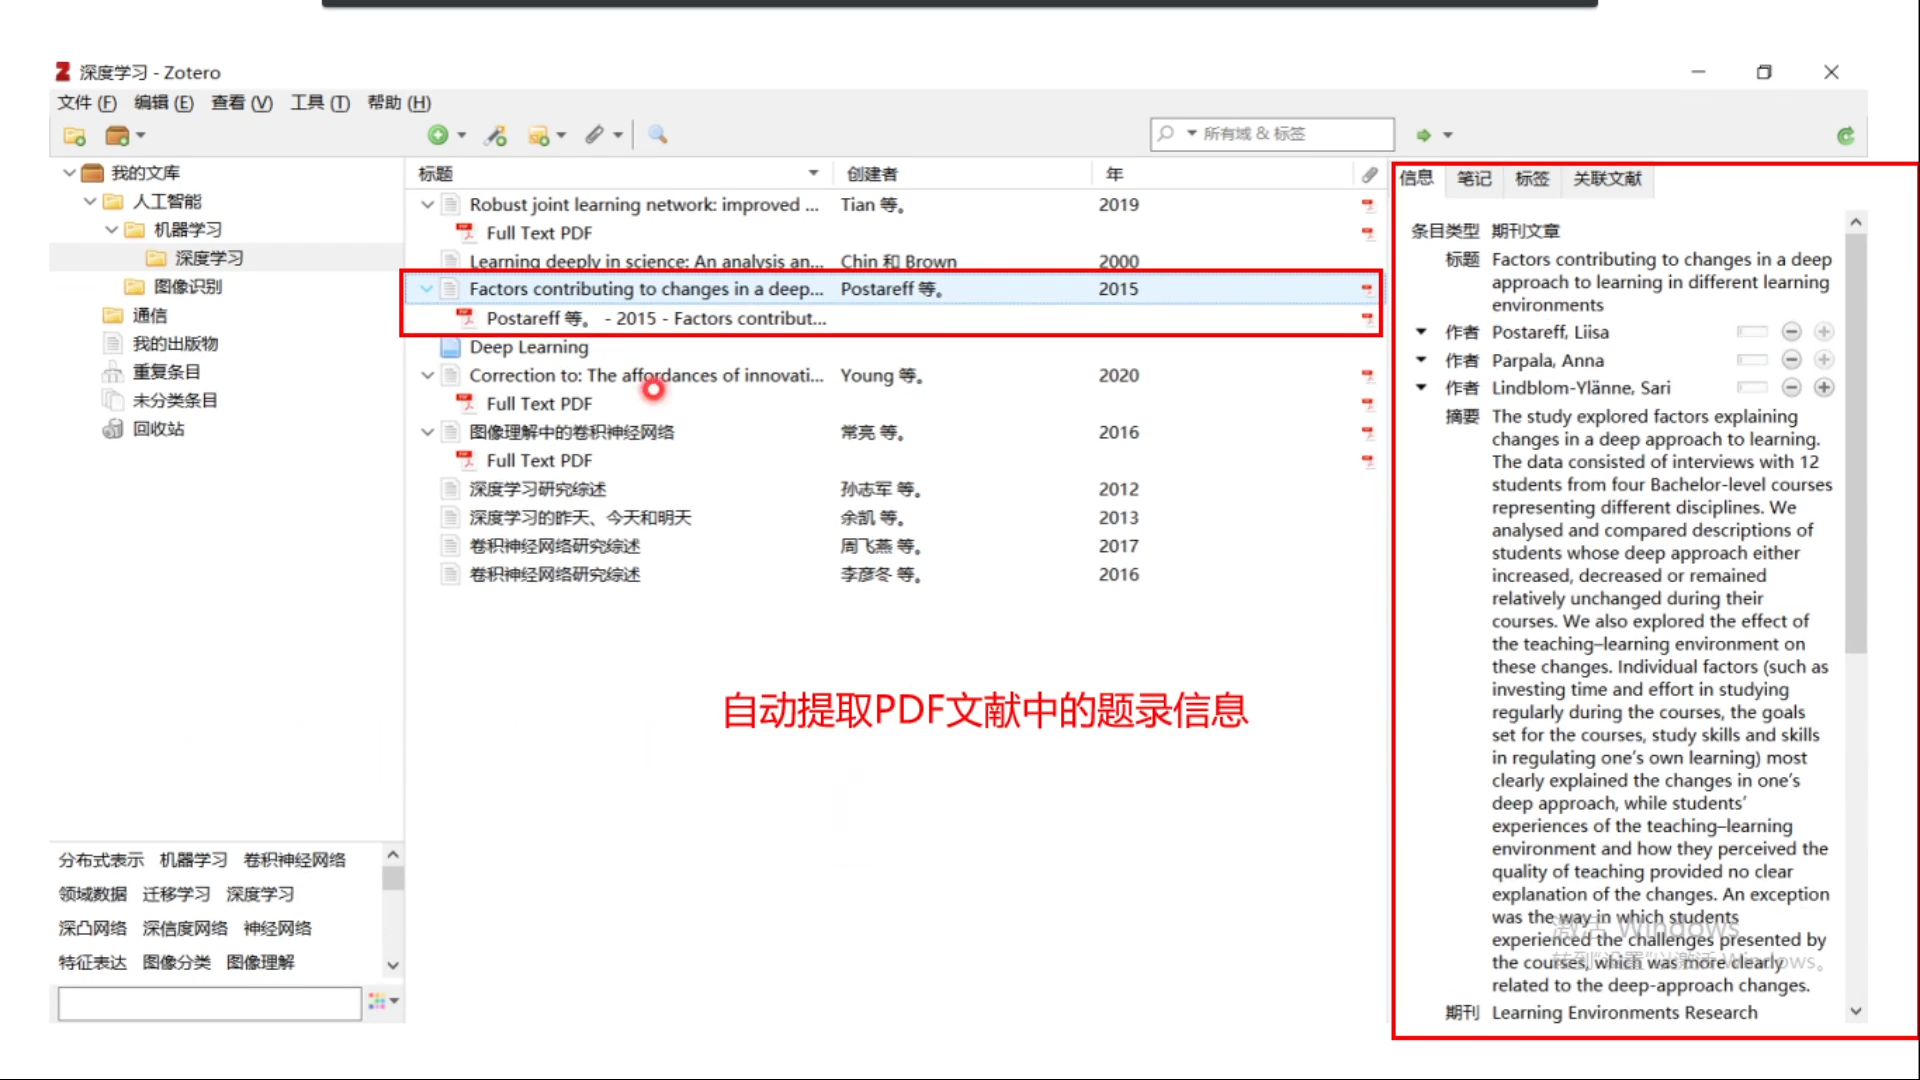 深度学习 - Zotero
文件 (F) 编辑 (E) 查看 (V) 工具 (T) 帮助 (H)
所有域 & 标签
我的文库
人工智能
机器学习
深度学习
图像识别
通信
我的出版物
重复条目
未分类条目
回收站
分布式表示 机器学习 卷积神经网络
领域数据 迁移学习 深度学习
深凸网络 深信度网络 神经网络
特征表达 图像分类 图像理解
标题 创建者 年
Robust joint learning network: improved ... Tian 等。 2019
Full Text PDF
Learning deeply in science: An analysis an... Chin 和 Brown 2000
Factors contributing to changes in a deep... Postareff 等。 2015
Postareff 等。 - 2015 - Factors contribut...
Deep Learning
Correction to: The affordances of innovati... Young 等。 2020
Full Text PDF
图像理解中的卷积神经网络 常亮 等。 2016
Full Text PDF
深度学习研究综述 孙志军 等。 2012
深度学习的昨天、今天和明天 余凯 等。 2013
卷积神经网络研究综述 周飞燕 等。 2017
卷积神经网络研究综述 李彦冬 等。 2016
自动提取PDF文献中的题录信息
信息 笔记 标签 关联文献
条目类型 期刊文章
标题 Factors contributing to changes in a deep
approach to learning in different learning
environments
作者 Postareff, Liisa
作者 Parpala, Anna
作者 Lindblom-Ylänne, Sari
摘要 The study explored factors explaining
changes in a deep approach to learning.
The data consisted of interviews with 12
students from four Bachelor-level courses
representing different disciplines. We
analysed and compared descriptions of
students whose deep approach either
increased, decreased or remained
relatively unchanged during their
courses. We also explored the effect of
the teaching–learning environment on
these changes. Individual factors (such as
investing time and effort in studying
regularly during the courses, the goals
set for the courses, study skills and skills
in regulating one's own learning) most
clearly explained the changes in one's
deep approach, while students'
experiences of the teaching–learning
environment and how they perceived the
quality of teaching provided no clear
explanation of the changes. An exception
was the way in which students
experienced the challenges presented by
the courses, which was more clearly
related to the deep-approach changes.
期刊 Learning Environments Research
激活 Windows
转到"设置"以激活 Windows。